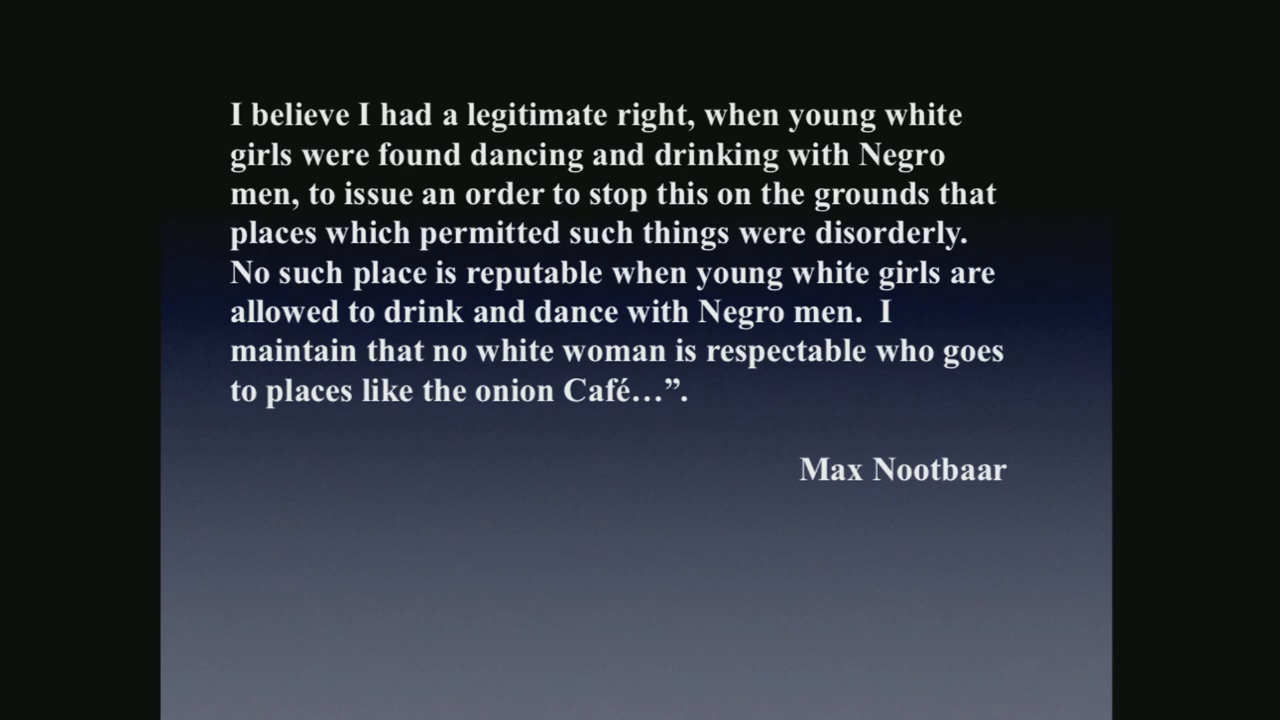 I believe I had a legitimate right, when young white
girls were found dancing and drinking with Negro
men, to issue an order to stop this on the grounds that
places which permitted such things were disorderly.
No such place is reputable when young white girls are
allowed to drink and dance with Negro men.  I
maintain that no white woman is respectable who goes
to places like the onion Café…”.
Max Nootbaar